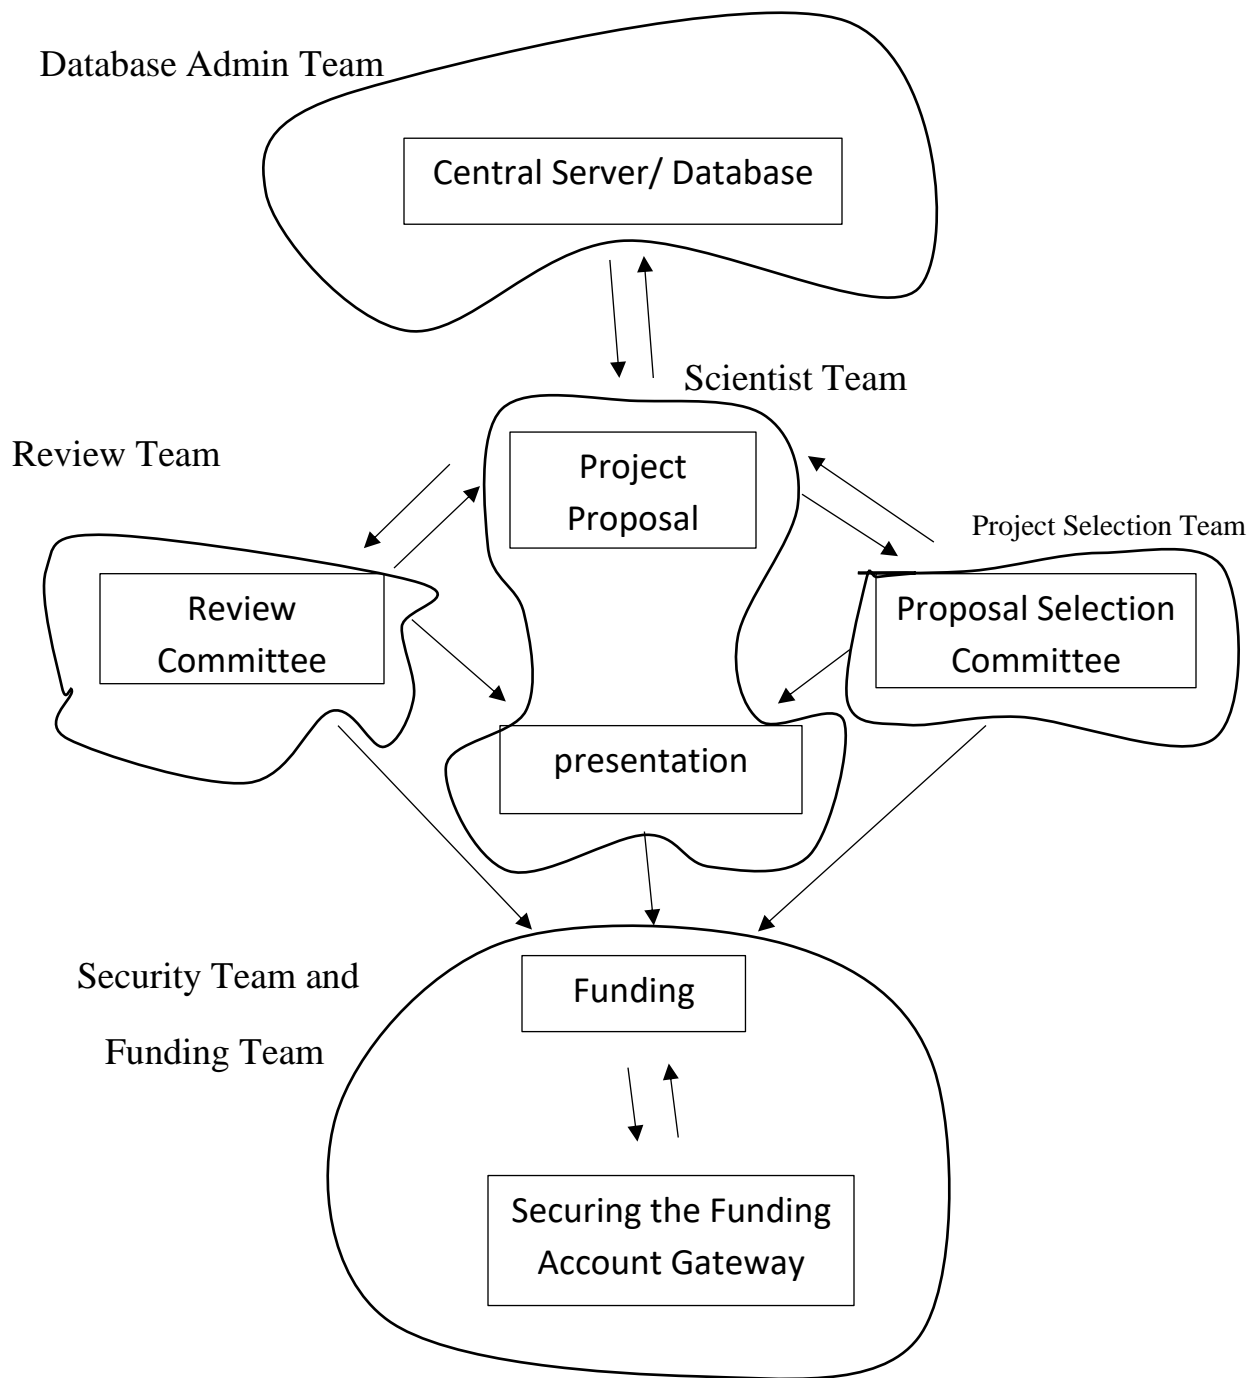 Database Admin Team
Central Server/ Database
Scientist Team
Review Team
Project
Proposal
Project Selection Team
Review
Committee
Proposal Selection
Committee
presentation
Security Team and
Funding Team
Funding
Securing the Funding
Account Gateway